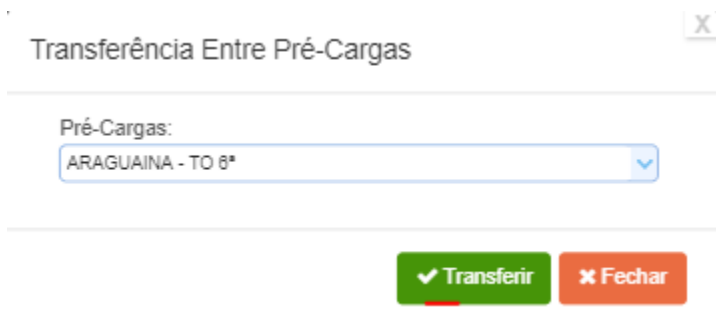 X
Transferência Entre Pré-Cargas
Pré-Cargas:
ARAGUAINA - TO 6ª
Transferir
Fechar